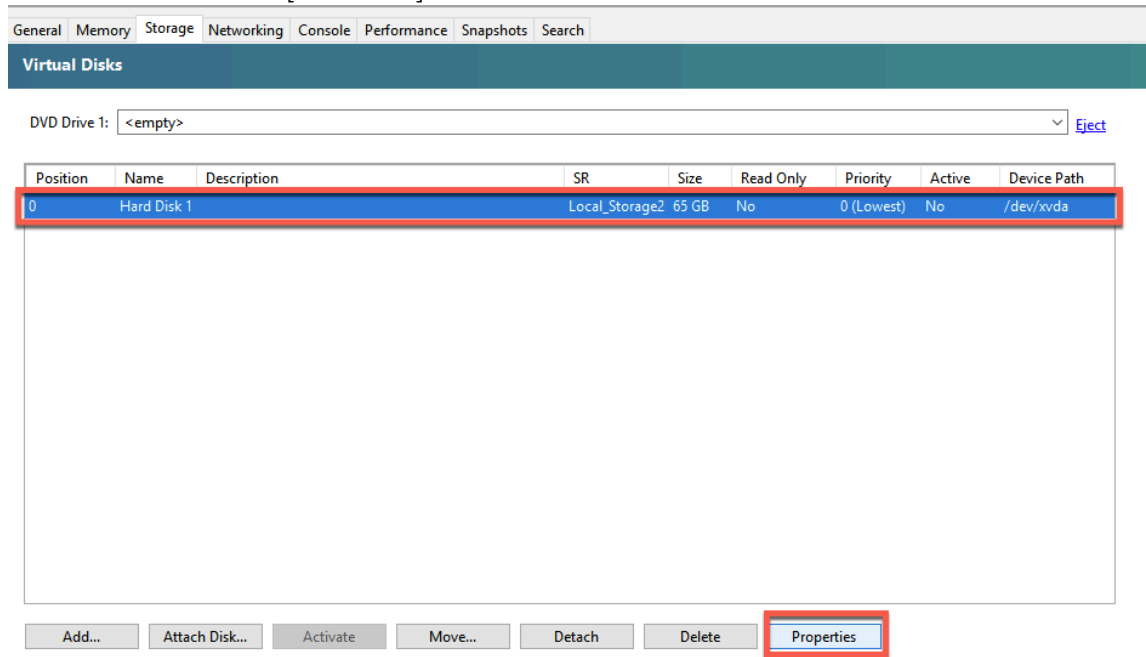 General Memory Storage Networking Console Performance Snapshots Search
Virtual Disks
DVD Drive 1: <empty> Eject
Position Name Description SR Size Read Only Priority Active Device Path
0 Hard Disk 1 Local_Storage2 65 GB No 0 (Lowest) No /dev/xvda
Add... Attach Disk... Activate Move... Detach Delete Properties